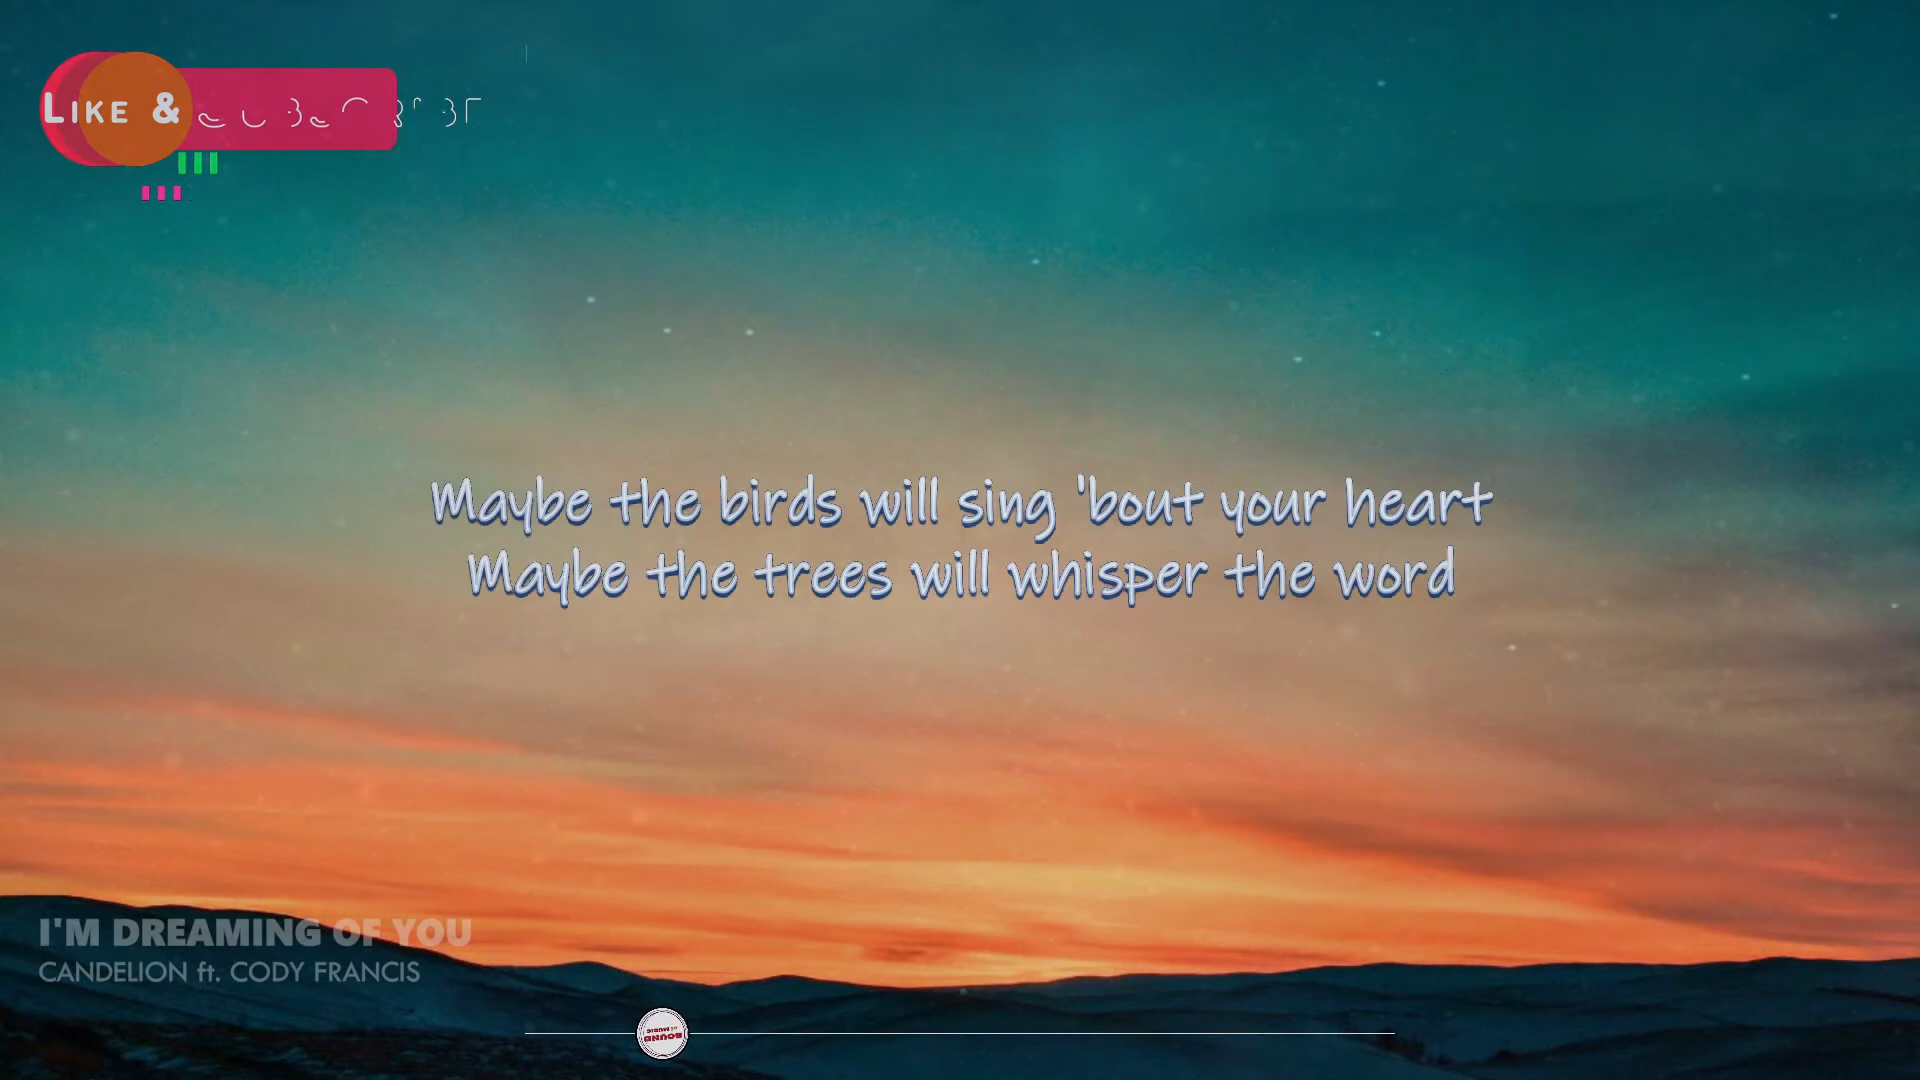 LIKE &
Maybe the birds will sing 'bout your heart
Maybe the trees will whisper the word
I'M DREAMING OF YOU
CANDELION ft. CODY FRANCIS